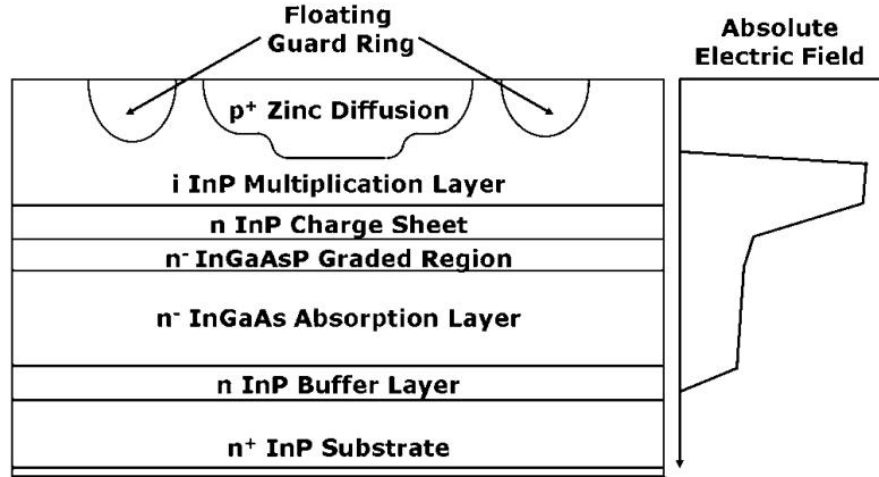 Floating
Guard Ring
Absolute
Electric Field
p+ Zinc Diffusion
i InP Multiplication Layer
n InP Charge Sheet
n- InGaAsP Graded Region
n- InGaAs Absorption Layer
n InP Buffer Layer
n+ InP Substrate